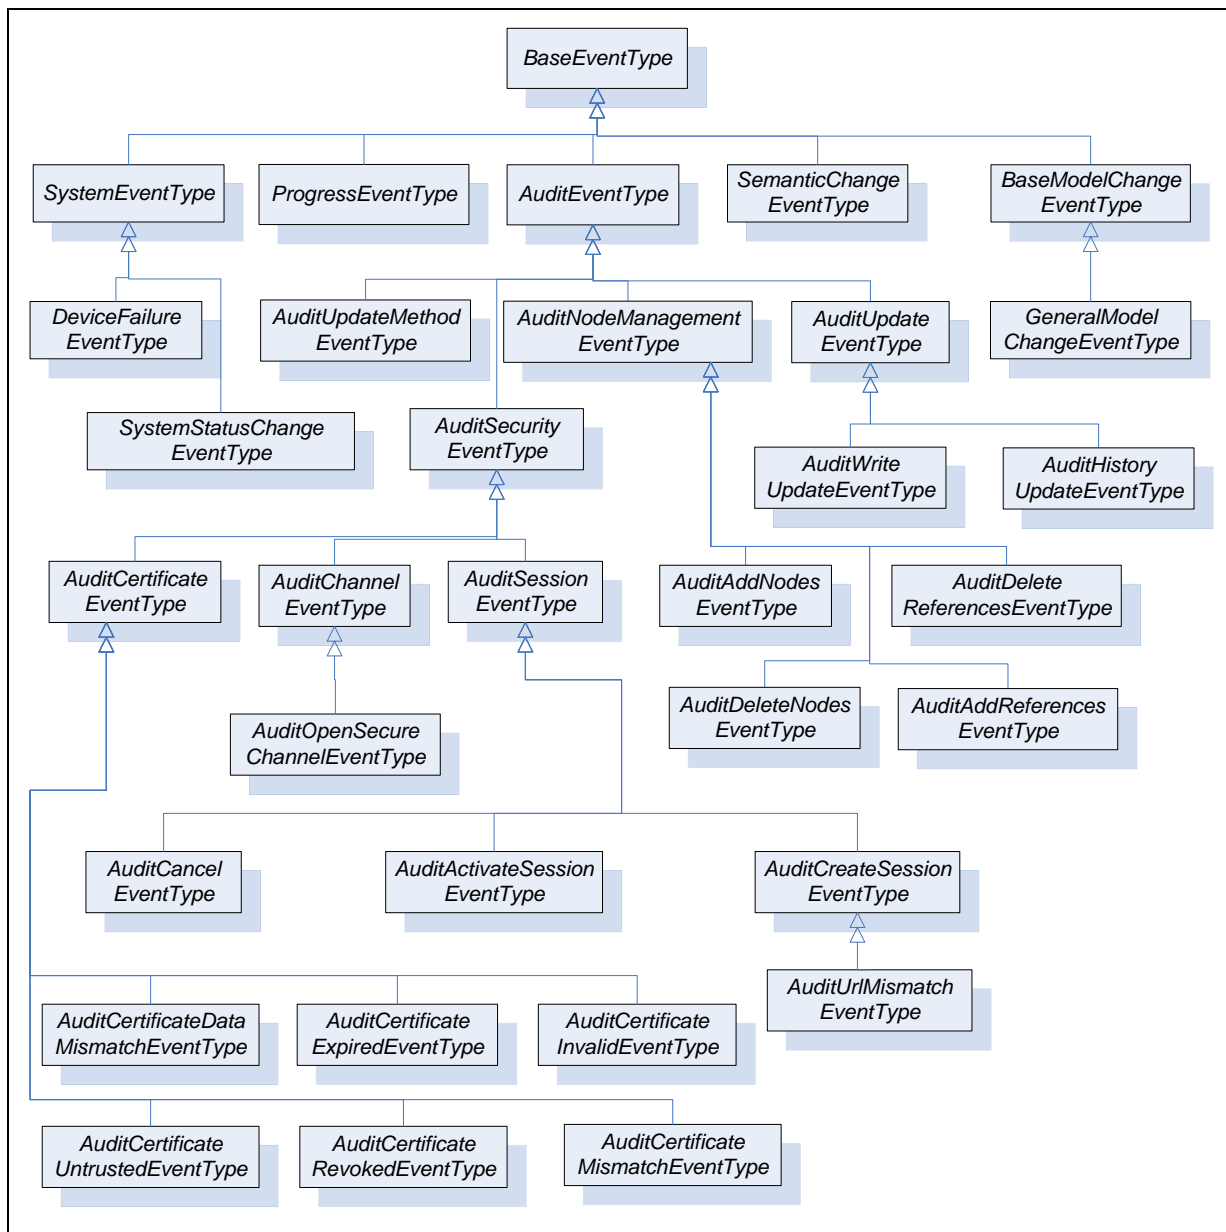 BaseEventType
SystemEventType
ProgressEventType
AuditEventType
SemanticChange
EventType
BaseModelChange
EventType
DeviceFailure
EventType
AuditUpdateMethod
EventType
AuditNodeManagement
EventType
AuditUpdate
EventType
GeneralModel
ChangeEventType
SystemStatusChange
EventType
AuditSecurity
EventType
AuditWrite
UpdateEventType
AuditHistory
UpdateEventType
AuditCertificate
EventType
AuditChannel
EventType
AuditSession
EventType
AuditAddNodes
EventType
AuditDelete
ReferencesEventType
AuditOpenSecure
ChannelEventType
AuditDeleteNodes
EventType
AuditAddReferences
EventType
AuditCancel
EventType
AuditActivateSession
EventType
AuditCreateSession
EventType
AuditUrlMismatch
EventType
AuditCertificateData
MismatchEventType
AuditCertificate
ExpiredEventType
AuditCertificate
InvalidEventType
AuditCertificate
UntrustedEventType
AuditCertificate
RevokedEventType
AuditCertificate
MismatchEventType